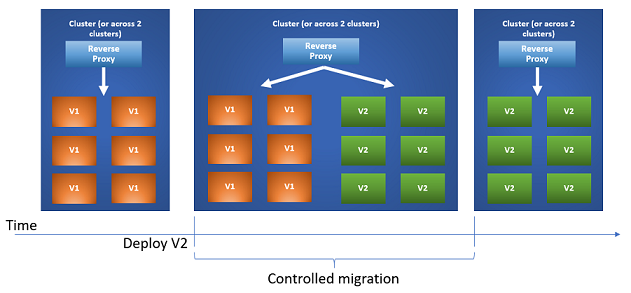 Cluster (or across 2
clusters)
Reverse
Proxy
V1 V1
V1 V1
V1 V1
Cluster (or across 2 clusters)
Reverse
Proxy
V1 V1 V2 V2
V1 V1 V2 V2
V1 V1 V2 V2
Cluster (or across 2
clusters)
Reverse
Proxy
V2 V2
V2 V2
V2 V2
Time
Deploy V2
Controlled migration